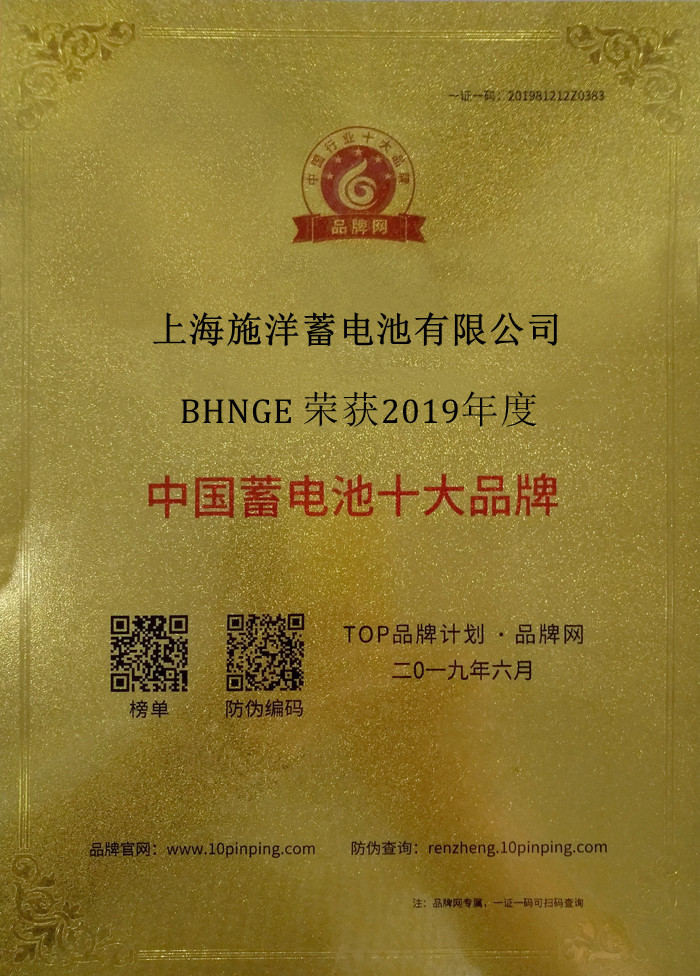 一证一码：20198121220383
中国行业十大品牌
品牌网
上海施洋蓄电池有限公司
BHNGE 荣获2019年度
中国蓄电池十大品牌
TOP品牌计划 · 品牌网
二0一九年六月
榜单
防伪编码
品牌官网：www.10pinping.com
防伪查询：renzheng.10pinping.com
注：品牌网专属，一证一码可扫码查询